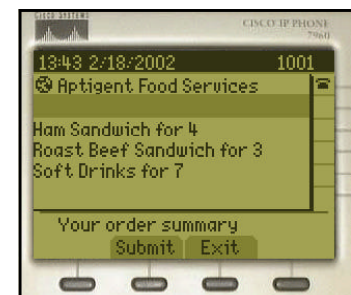 CISCO SYSTEMS
CISCO IP PHONE
7960
13:43 2/18/2002 1001
Aptigent Food Services
Ham Sandwich for 4
Roast Beef Sandwich for 3
Soft Drinks for 7
Your order summary
Submit Exit